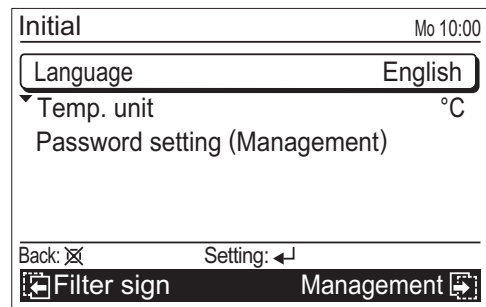 Initial Mo 10:00
Language English
Temp. unit °C
Password setting (Management)
Back: Setting:
Filter sign Management